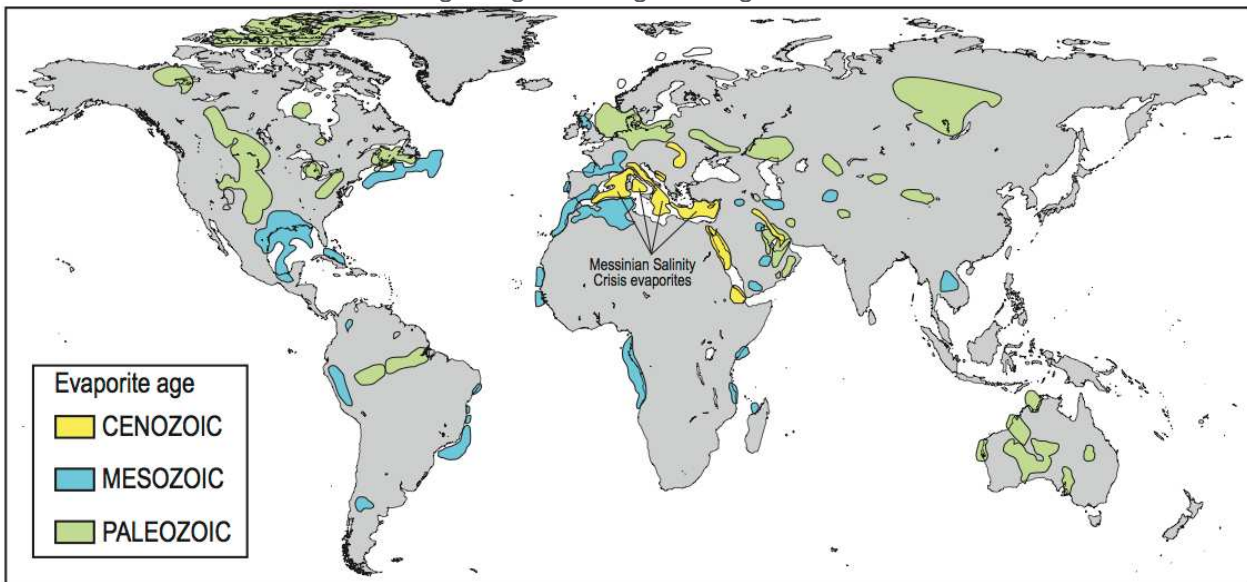 Messinian Salinity
Crisis evaporites
Evaporite age
CENOZOIC
MESOZOIC
PALEOZOIC